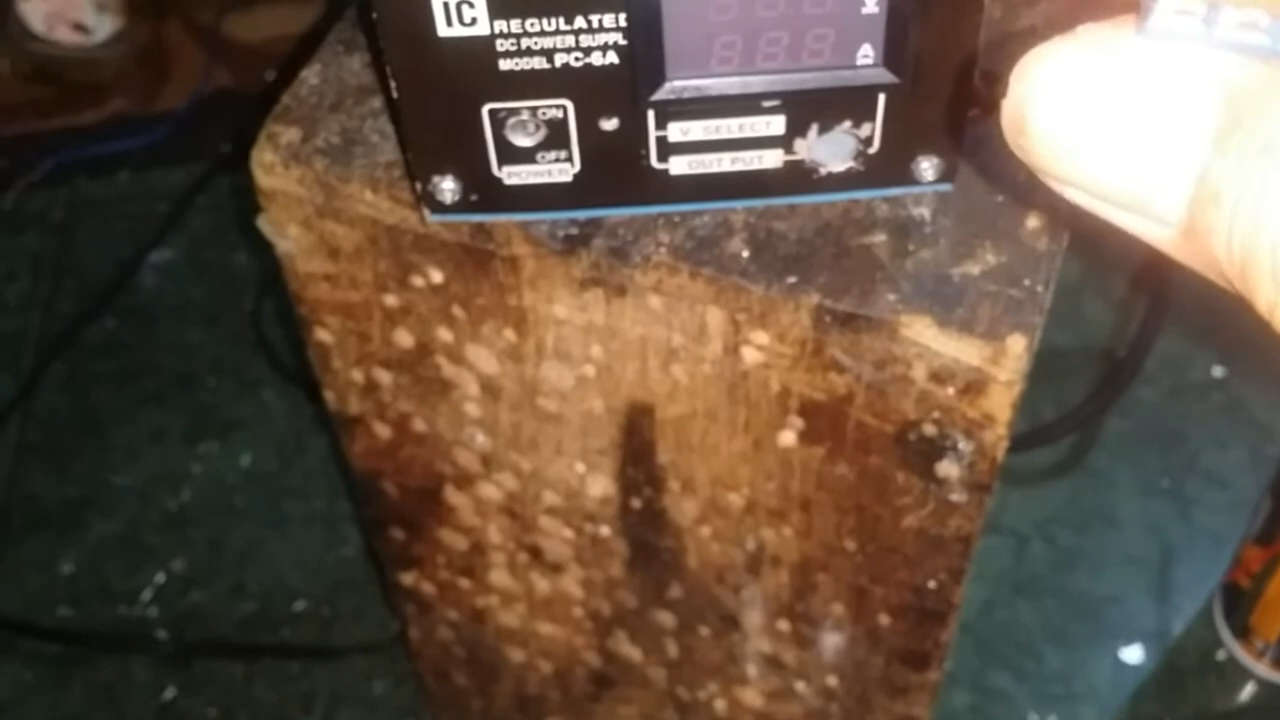 IC
REGULATED
DC POWER SUPPL
MODEL PC-6A
V
A
ON
OFF
POWER
V SELECT
OUT PUT